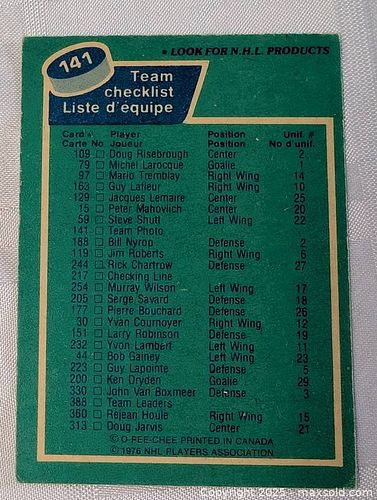 141
• LOOK FOR N.H.L. PRODUCTS
Team
checklist
Liste d'équipe
Card • Player Position Unif. #
Carte No. Joueur Position No d'unif.
109 □ Doug Risebrough Center 2
79 □ Michel Larocque Goalie 1
97 □ Mario Tremblay Right Wing 14
163 □ Guy Lafleur Right Wing 10
129 □ Jacques Lemaire Center 25
15 □ Peter Mahovlich Center 20
59 □ Steve Shutt Left Wing 22
141 □ Team Photo
188 □ Bill Nyrop Defense 2
119 □ Jim Roberts Right Wing 6
244 □ Rick Chartrow Defense 27
217 □ Checking Line
254 □ Murray Wilson Left Wing 17
205 □ Serge Savard Defense 18
177 □ Pierre Bouchard Defense 26
30 □ Yvan Cournoyer Right Wing 12
151 □ Larry Robinson Defense 19
232 □ Yvon Lambert Left Wing 11
44 □ Bob Gainey Left Wing 23
223 □ Guy Lapointe Defense 5
200 □ Ken Dryden Goalie 29
330 □ John Van Boxmeer Defense 3
388 □ Team Leaders
360 □ Rejean Houle Right Wing 15
313 □ Doug Jarvis Center 21
© O-PEE-CHEE PRINTED IN CANADA
© 1976 NHL PLAYERS ASSOCIATION
Copyright © 2025 - maxsold.com